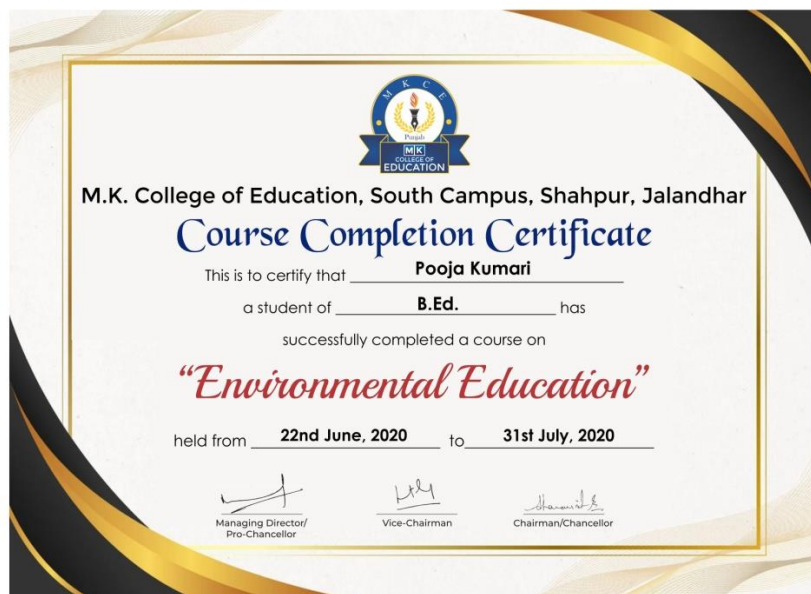 M K C E
Punjab
MK
COLLEGE OF
EDUCATION
M.K. College of Education, South Campus, Shahpur, Jalandhar
Course Completion Certificate
This is to certify that Pooja Kumari
a student of B.Ed. has
successfully completed a course on
“Environmental Education”
held from 22nd June, 2020 to 31st July, 2020
Managing Director/ Vice-Chairman Chairman/Chancellor
Pro-Chancellor